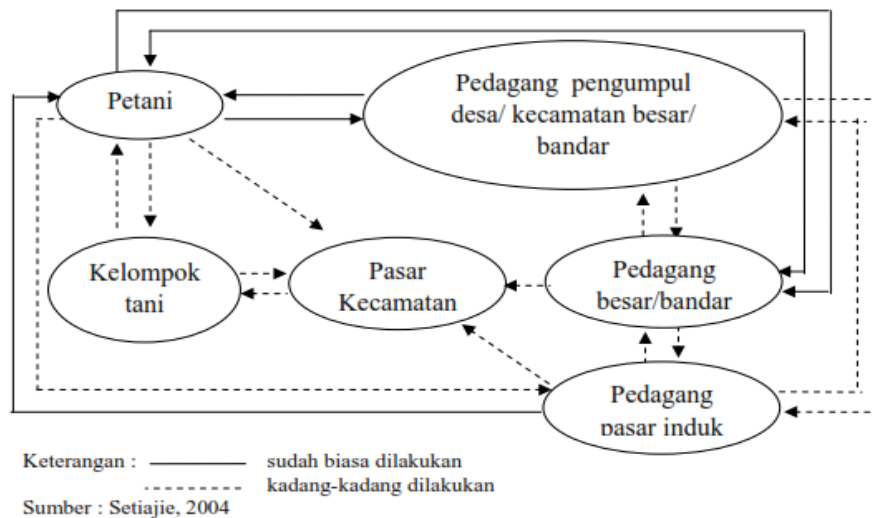 Petani
Pedagang pengumpul
desa/ kecamatan besar/
bandar
Kelompok
tani
Pasar
Kecamatan
Pedagang
besar/bandar
Pedagang
pasar induk
Keterangan : sudah biasa dilakukan
kadang-kadang dilakukan
Sumber : Setiajie, 2004